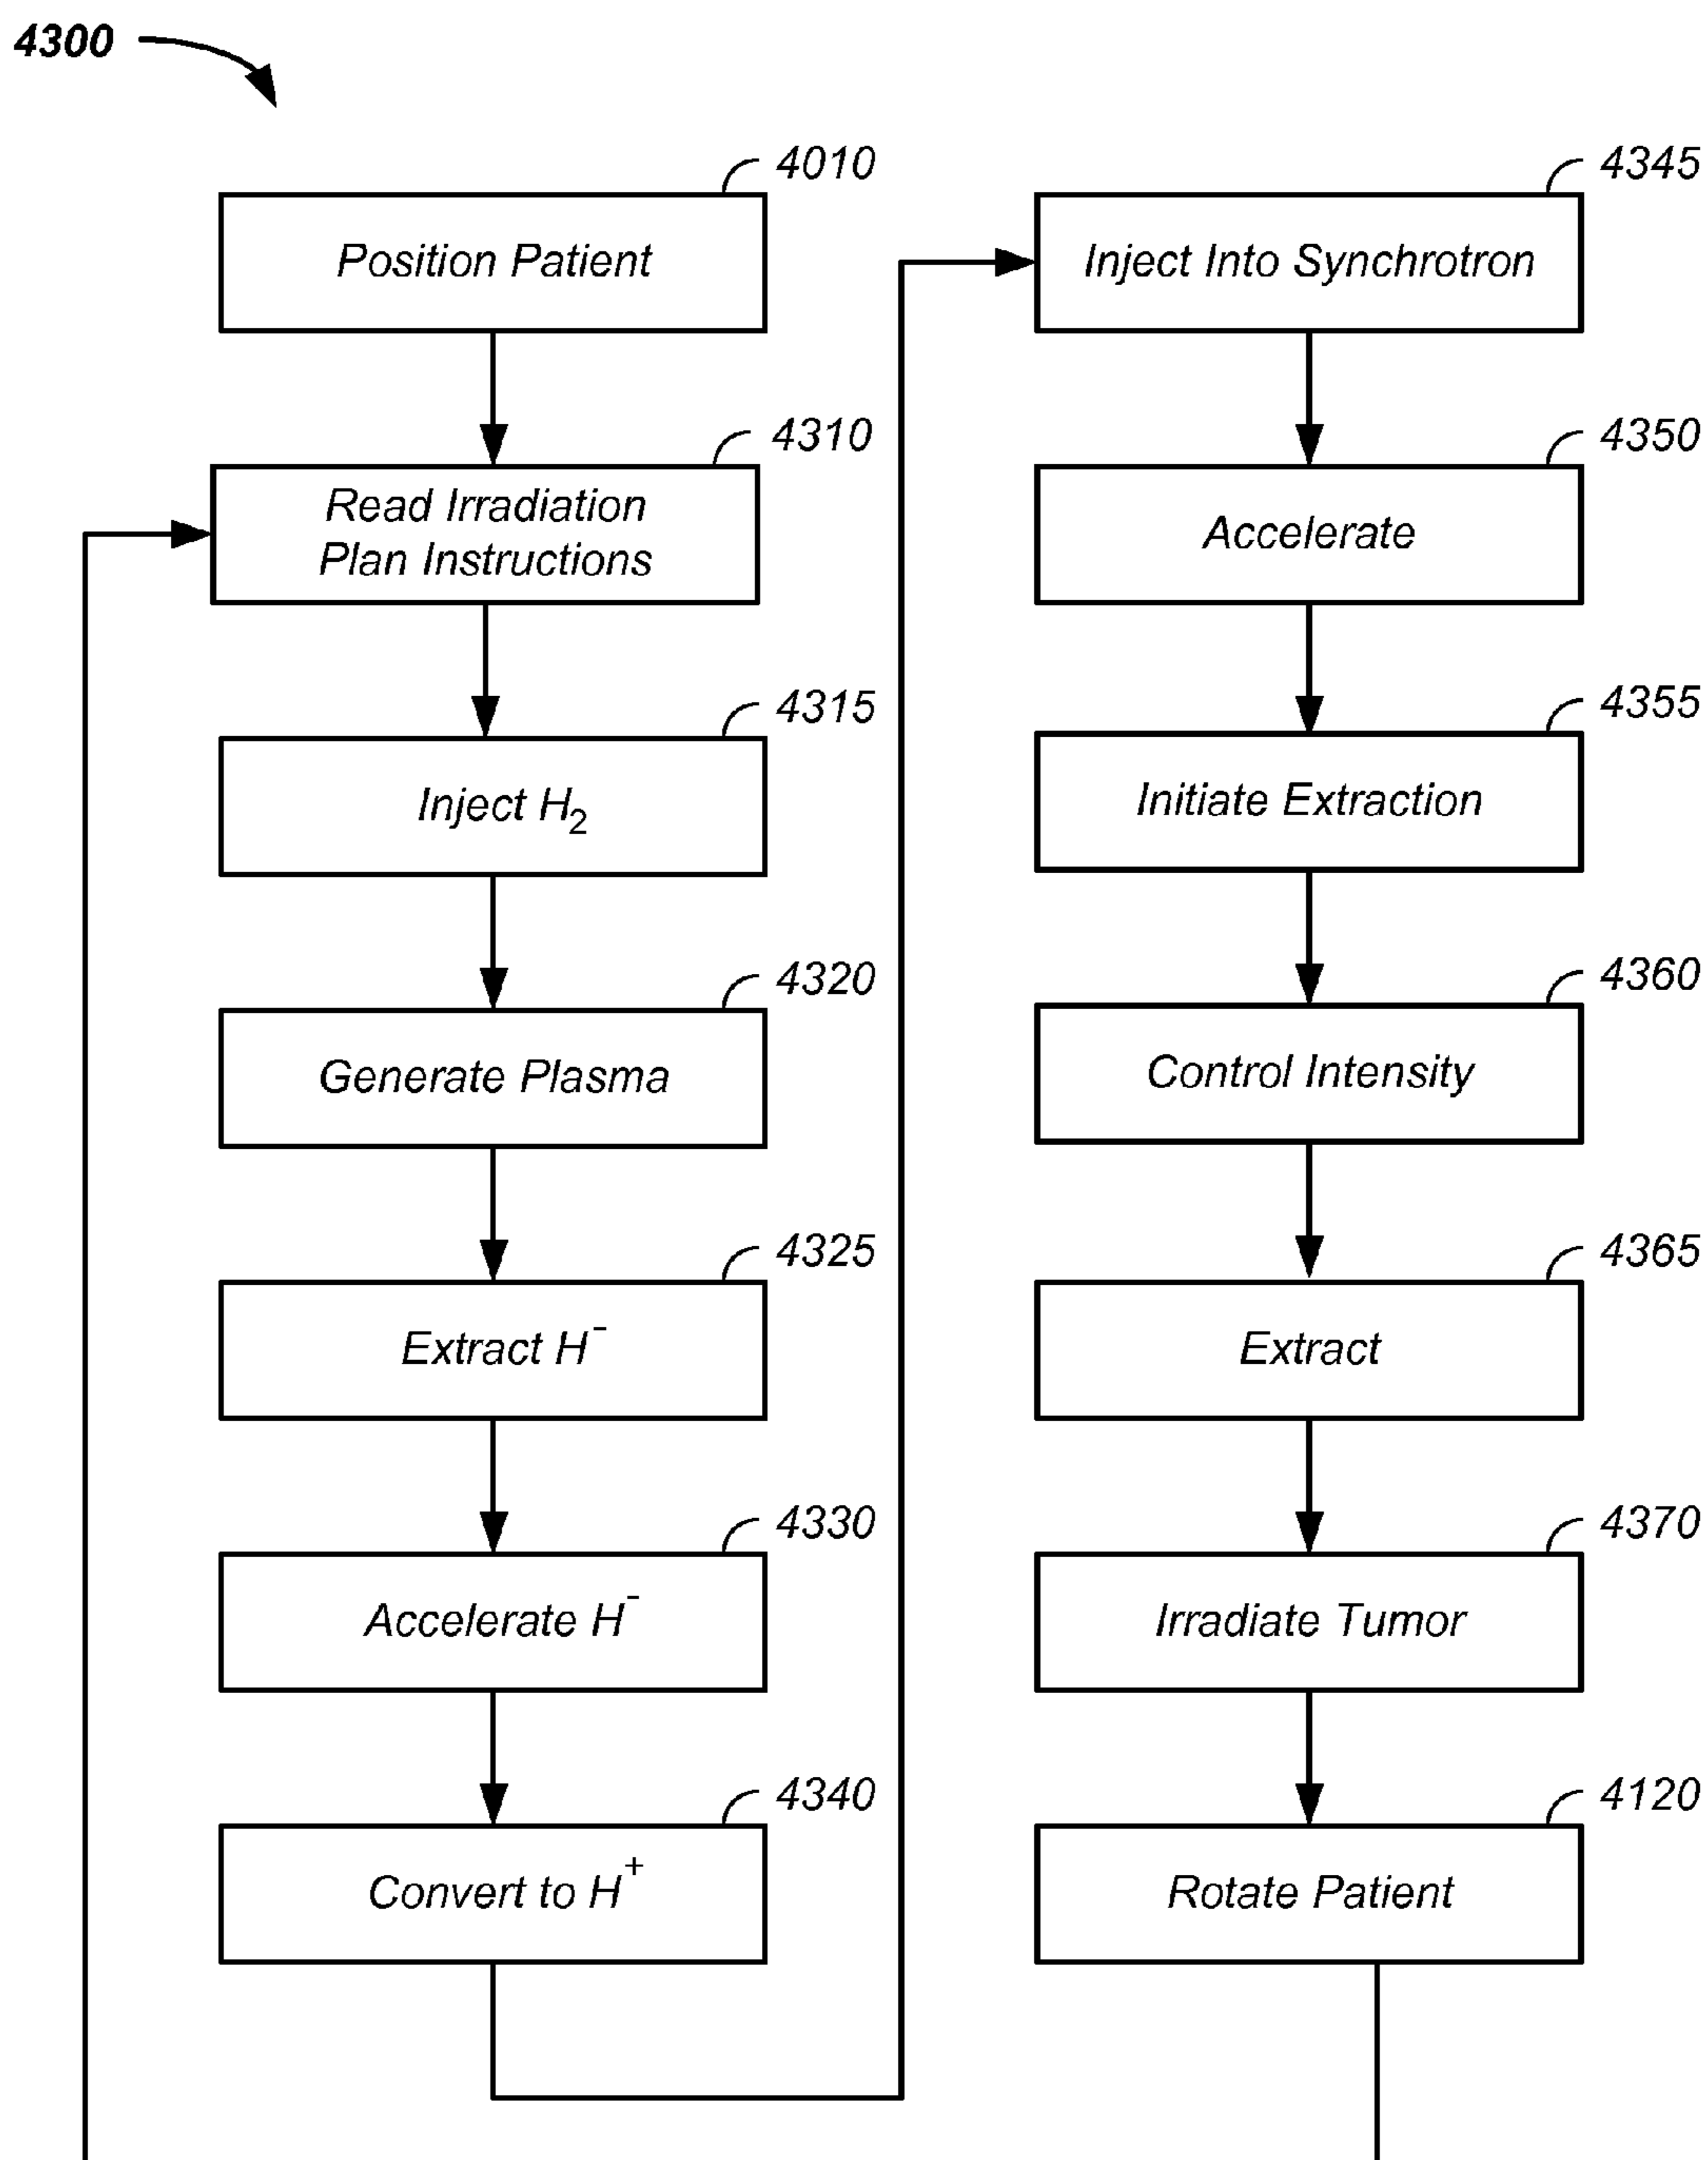 4300
4010
Position Patient
4310
Read Irradiation
Plan Instructions
4315
Inject H₂
4320
Generate Plasma
4325
Extract H⁻
4330
Accelerate H⁻
4340
Convert to H⁺
4345
Inject Into Synchrotron
4350
Accelerate
4355
Initiate Extraction
4360
Control Intensity
4365
Extract
4370
Irradiate Tumor
4120
Rotate Patient